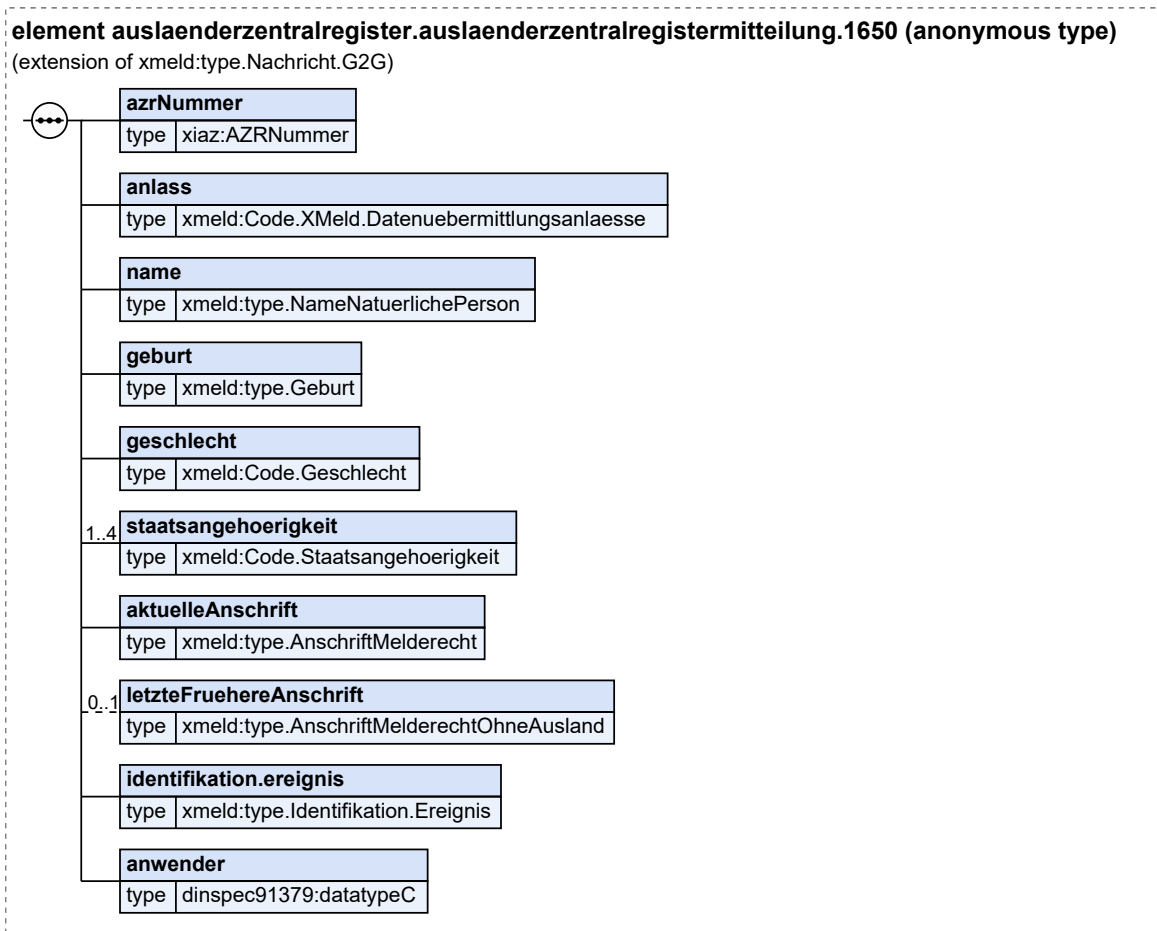 element auslaenderzentralregister.auslaenderzentralregistermitteilung.1650 (anonymous type)
(extension of xmeld:type.Nachricht.G2G)
azrNummer
type xiaz:AZRNummer
anlass
type xmeld:Code.XMeld.Datenuebermittlungsanlaesse
name
type xmeld:type.NameNatuerlichePerson
geburt
type xmeld:type.Geburt
geschlecht
type xmeld:Code.Geschlecht
1..4 staatsangehoerigkeit
type xmeld:Code.Staatsangehoerigkeit
aktuelleAnschrift
type xmeld:type.AnschriftMelderecht
0..1 letzteFruehereAnschrift
type xmeld:type.AnschriftMelderechtOhneAusland
identifikation.ereignis
type xmeld:type.Identifikation.Ereignis
anwender
type dinspec91379:datatypeC